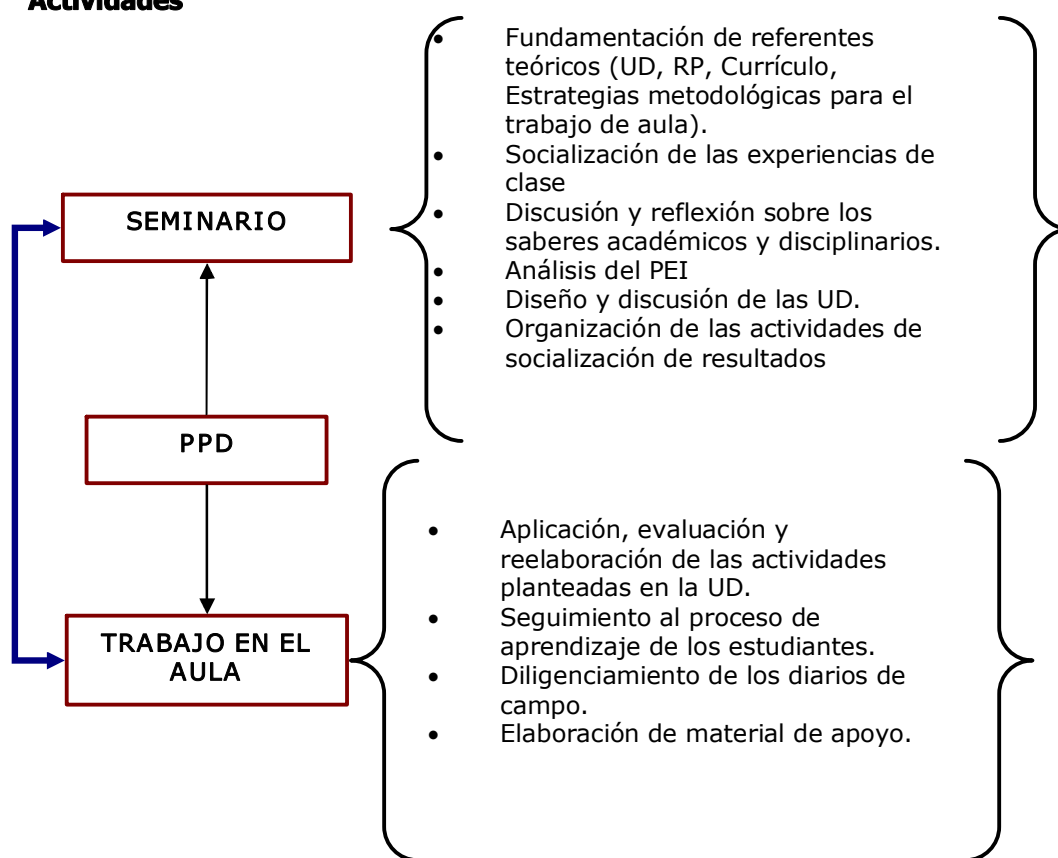 Actividades
• Fundamentación de referentes
teóricos (UD, RP, Currículo,
Estrategias metodológicas para el
trabajo de aula).
• Socialización de las experiencias de
clase
• Discusión y reflexión sobre los
saberes académicos y disciplinarios.
• Análisis del PEI
• Diseño y discusión de las UD.
• Organización de las actividades de
socialización de resultados
SEMINARIO
PPD
TRABAJO EN EL
AULA
• Aplicación, evaluación y
reelaboración de las actividades
planteadas en la UD.
• Seguimiento al proceso de
aprendizaje de los estudiantes.
• Diligenciamiento de los diarios de
campo.
• Elaboración de material de apoyo.